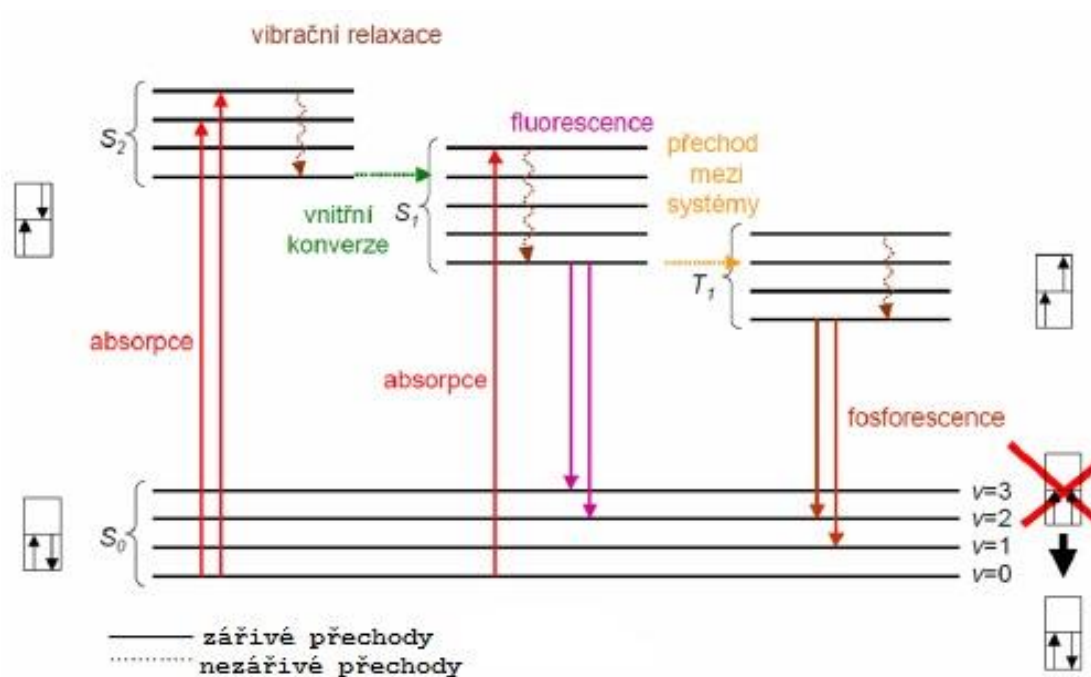 vibrační relaxace
S2
fluorescence
přechod
mezi
systémy
vnitřní
konverze
S1
T1
absorpce
absorpce
fosforescence
S0
v=3
v=2
v=1
v=0
zářivé přechody
nezářivé přechody